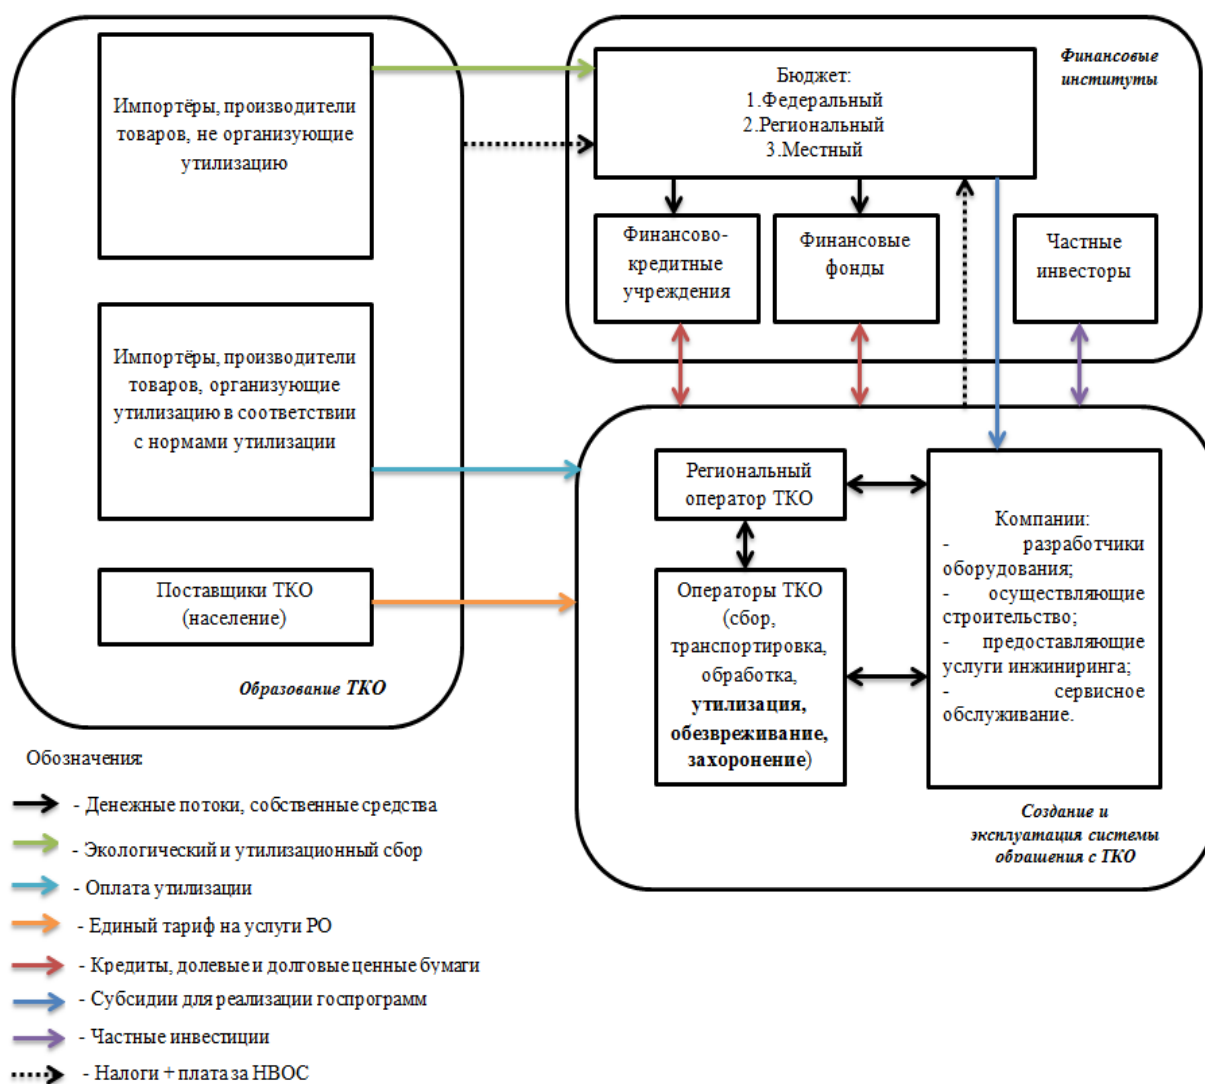 Импортёры, производители
товаров, не организующие
утилизацию
Импортёры, производители
товаров, организующие
утилизацию в соответствии
с нормами утилизации
Поставщики ТКО
(население)
Образование ТКО
Финансовые
институты
Бюджет:
1.Федеральный
2.Региональный
3.Местный
Финансово-
кредитные
учреждения
Финансовые
фонды
Частные
инвесторы
Региональный
оператор ТКО
Операторы ТКО
(сбор,
транспортировка,
обработка,
утилизация,
обезвреживание,
захоронение)
Компании:
- разработчики
оборудования;
- осуществляющие
строительство;
- предоставляющие
услуги инжиниринга;
- сервисное
обслуживание.
Создание и
эксплуатация системы
обращения с ТКО
Обозначения:
- Денежные потоки, собственные средства
- Экологический и утилизационный сбор
- Оплата утилизации
- Единый тариф на услуги РО
- Кредиты, долевые и долговые ценные бумаги
- Субсидии для реализации госпрограмм
- Частные инвестиции
- Налоги + плата за НВОС